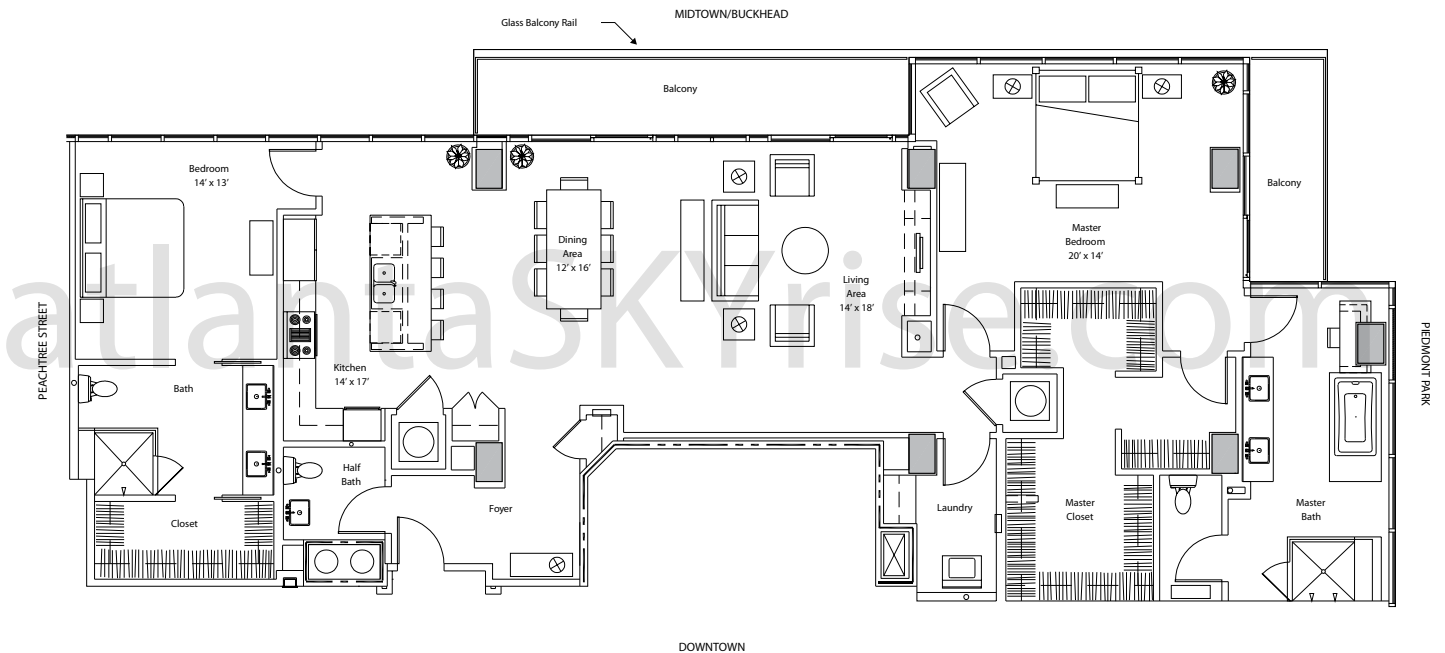 MIDTOWN/BUCKHEAD
Glass Balcony Rail
Balcony
Bedroom
14’ x 13’
Balcony
Master
Bedroom
20’ x 14’
Dining
Area
12’ x 16’
Living
Area
14’ x 18’
atlantaSKYrise.com
PEACHTREE STREET
PIEDMONT PARK
Kitchen
14’ x 17’
Bath
Half
Bath
Closet
Foyer
Laundry
Master
Closet
Master
Bath
DOWNTOWN